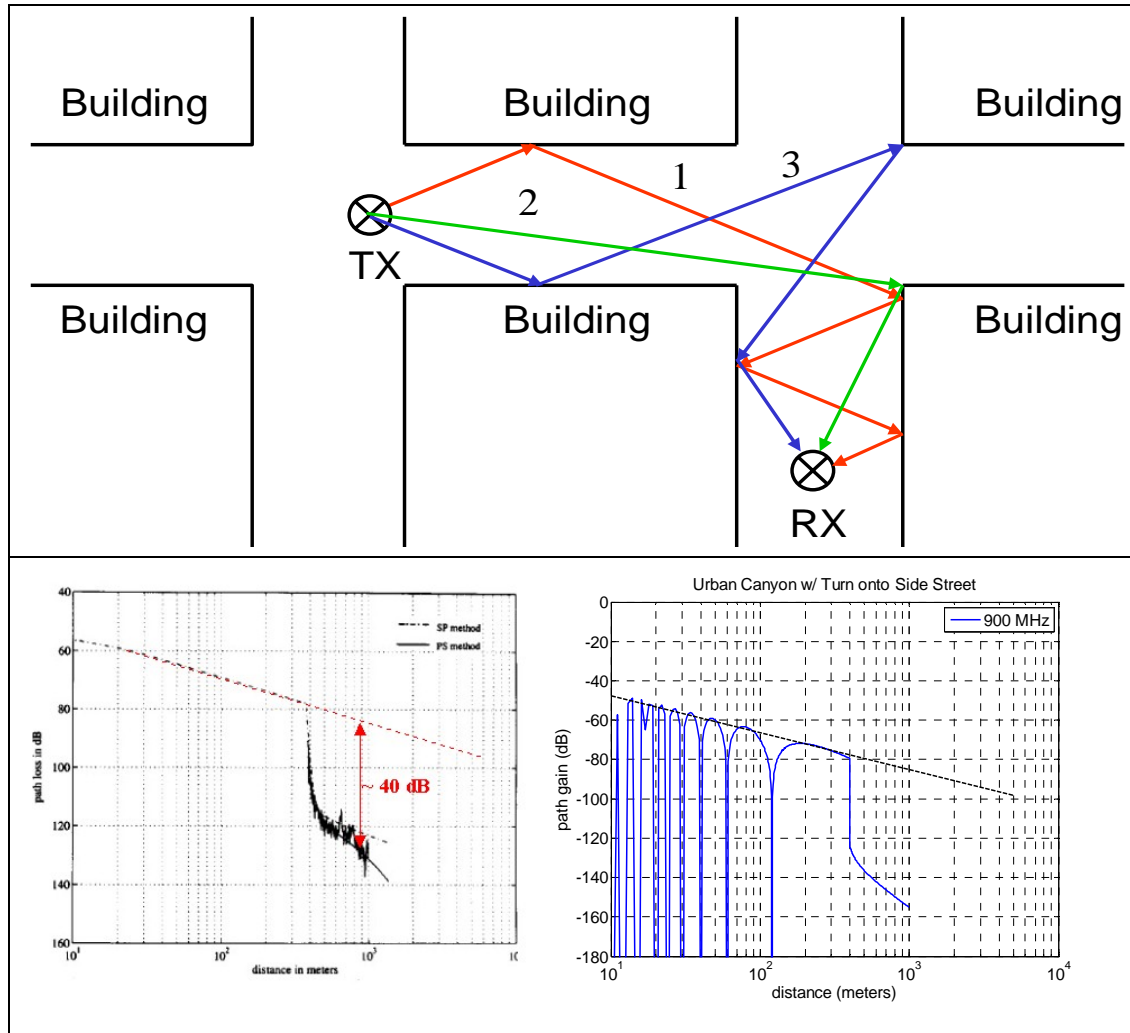 Building
Building
Building
1
3
2
TX
Building
Building
Building
RX
40
60
80
100
120
140
160
path loss in dB
SP method
PS method
~ 40 dB
10¹
10²
10³
distance in meters
Urban Canyon w/ Turn onto Side Street
0
-20
-40
-60
-80
-100
-120
-140
-160
-180
path gain (dB)
900 MHz
10¹
10²
10³
10⁴
distance (meters)